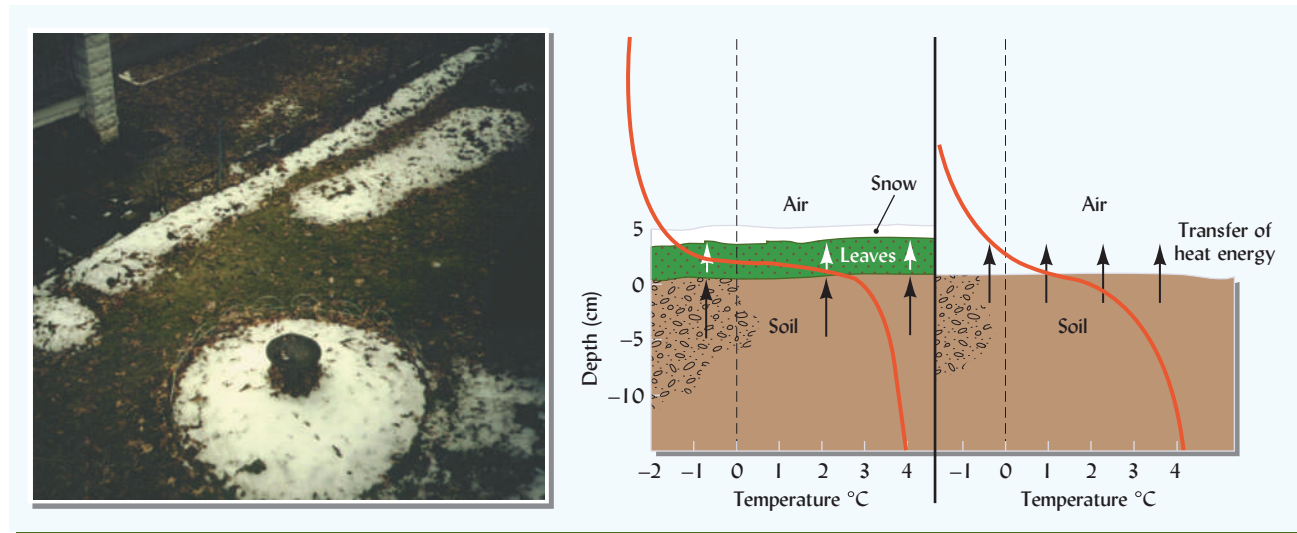 Snow
Air
Air
Transfer of
heat energy
Leaves
5
0
−5
−10
Depth (cm)
Soil
Soil
−2 −1 0 1 2 3 4
−1 0 1 2 3 4
Temperature °C
Temperature °C